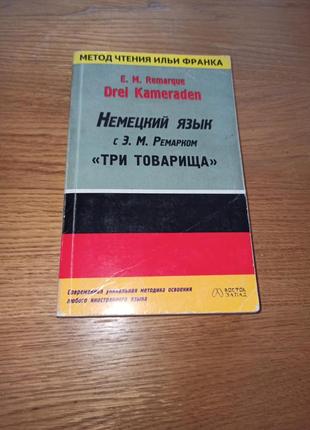 МЕТОД ЧТЕНИЯ ИЛЬИ ФРАНКА
E. M. Remarque
Drei Kameraden
НЕМЕЦКИЙ ЯЗЫК
С Э. М. РЕМАРКОМ
«ТРИ ТОВАРИЩА»
Современная уникальная методика освоения
любого иностранного языка
ВОСТОК
ЗАПАД